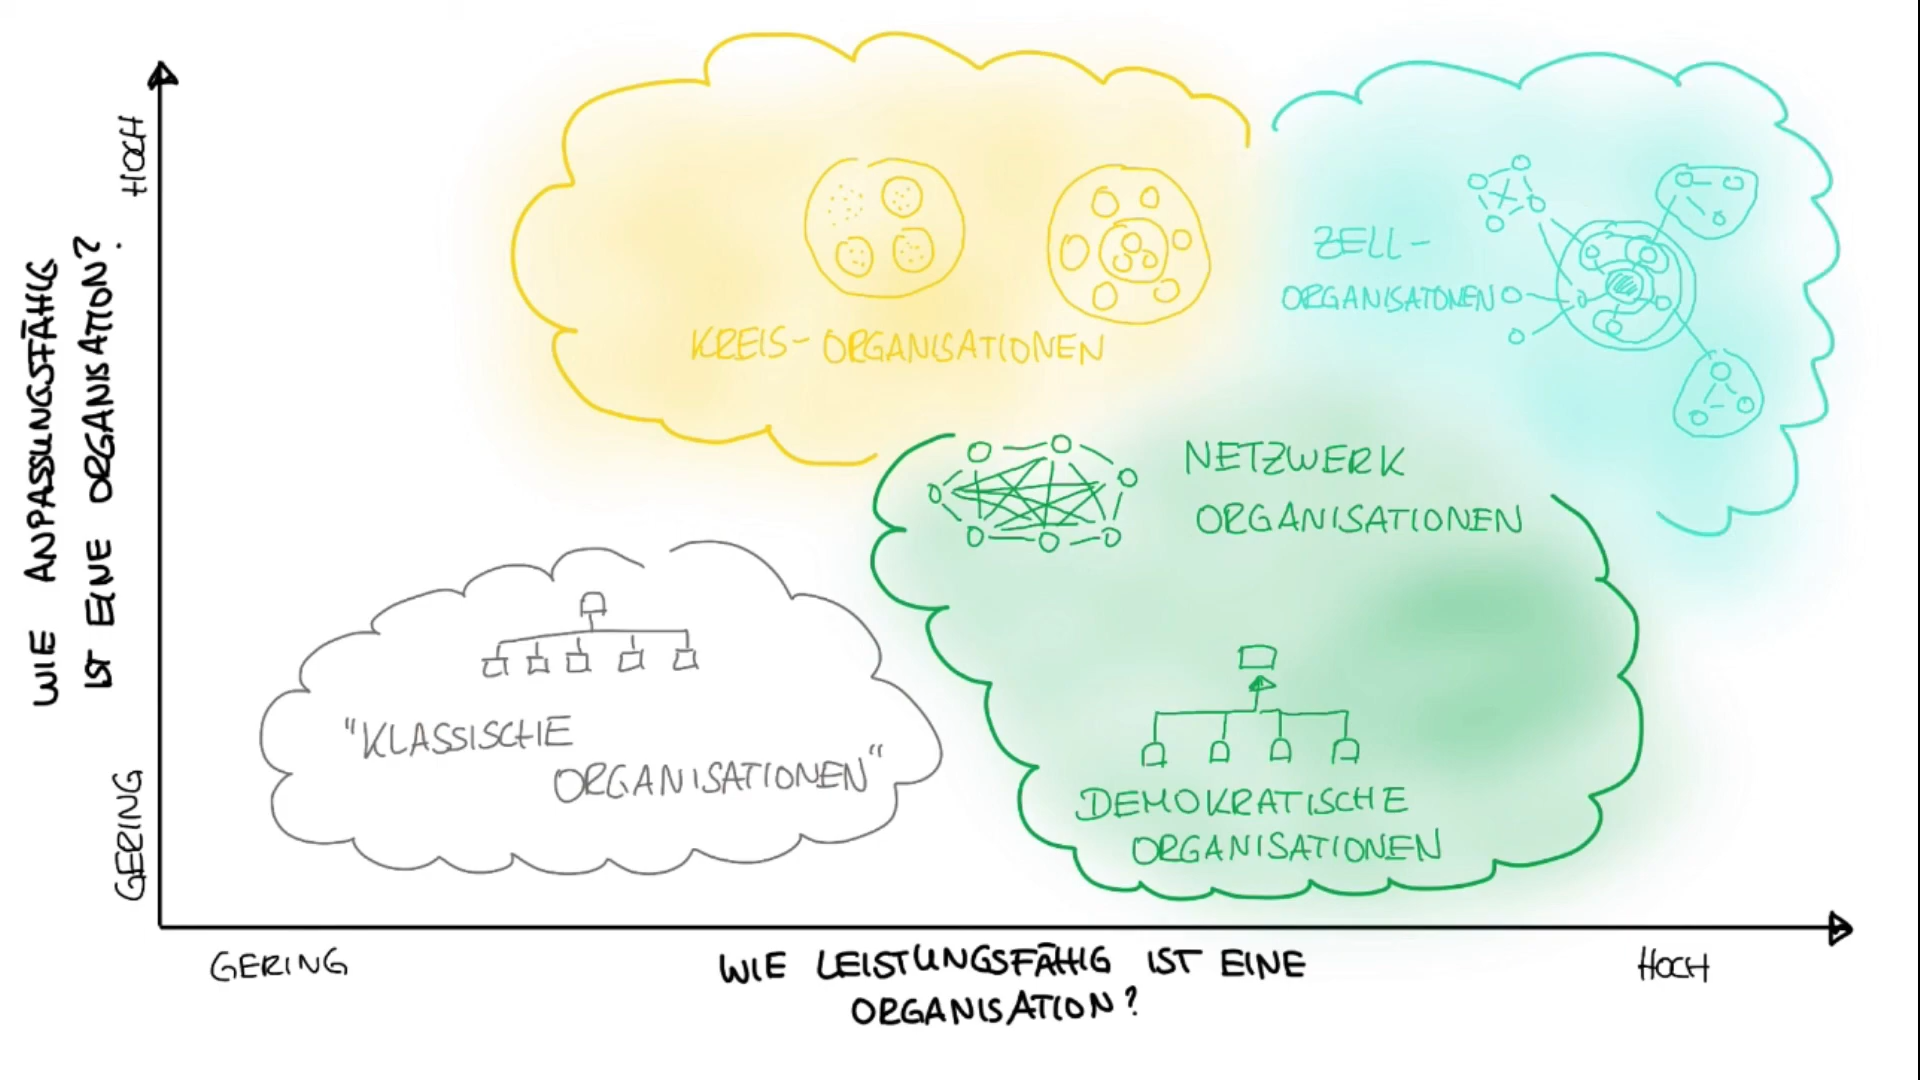 WIE ANPASSUNGSFÄHIG
IST EINE ORGANISATION?
HOCH
GERING
KREIS-ORGANISATIONEN
ZELL-
ORGANISATONEN
NETZWERK
ORGANISATIONEN
"KLASSISCHE
ORGANISATIONEN"
DEMOKRATISCHE
ORGANISATIONEN
GERING
WIE LEISTUNGSFÄHIG IST EINE
ORGANISATION?
HOCH